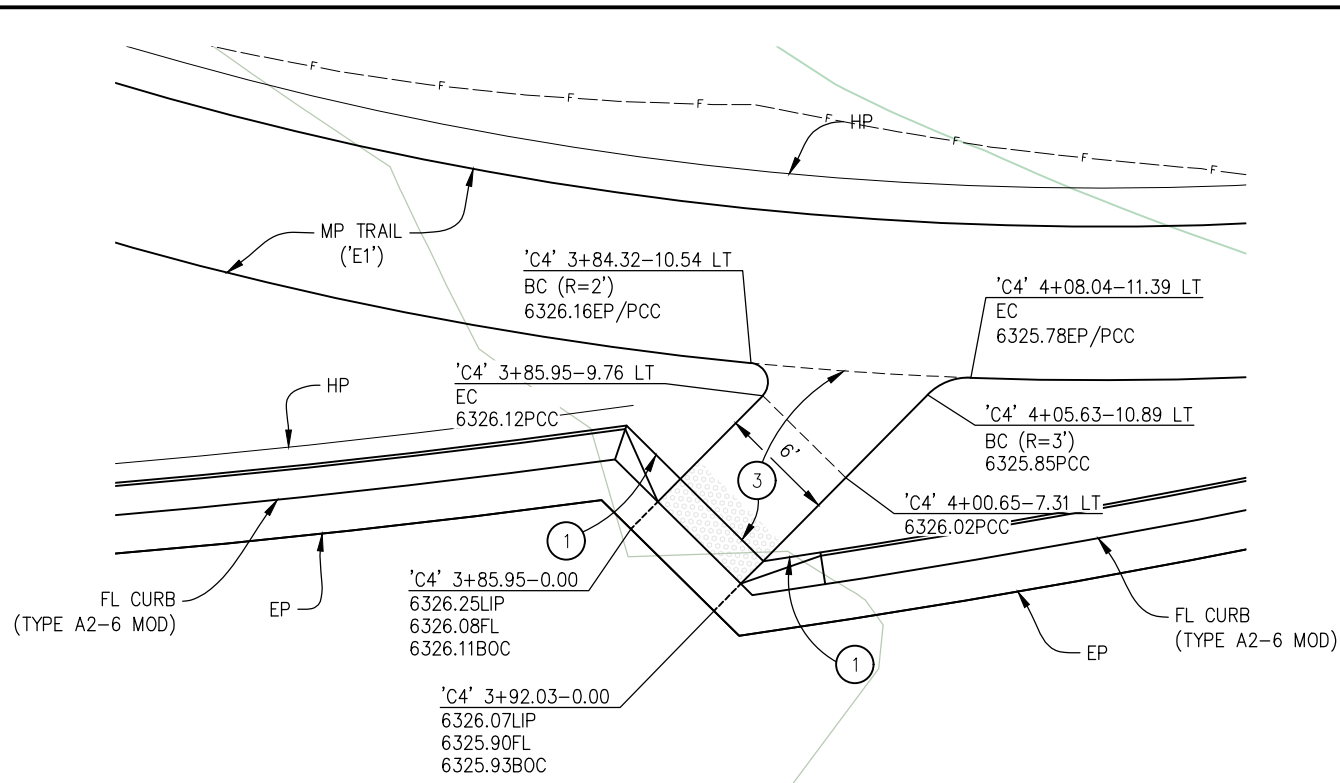 F
F
F
F
F
F
F
F
HP
MP TRAIL
('E1')
'C4' 3+84.32-10.54 LT
BC (R=2')
6326.16EP/PCC
'C4' 4+08.04-11.39 LT
EC
6325.78EP/PCC
HP
'C4' 3+85.95-9.76 LT
EC
6326.12PCC
'C4' 4+05.63-10.89 LT
BC (R=3')
6325.85PCC
6'
3
'C4' 4+00.65-7.31 LT
6326.02PCC
1
FL CURB
(TYPE A2-6 MOD)
EP
'C4' 3+85.95-0.00
6326.25LIP
6326.08FL
6326.11BOC
FL CURB
(TYPE A2-6 MOD)
EP
1
'C4' 3+92.03-0.00
6326.07LIP
6325.90FL
6325.93BOC